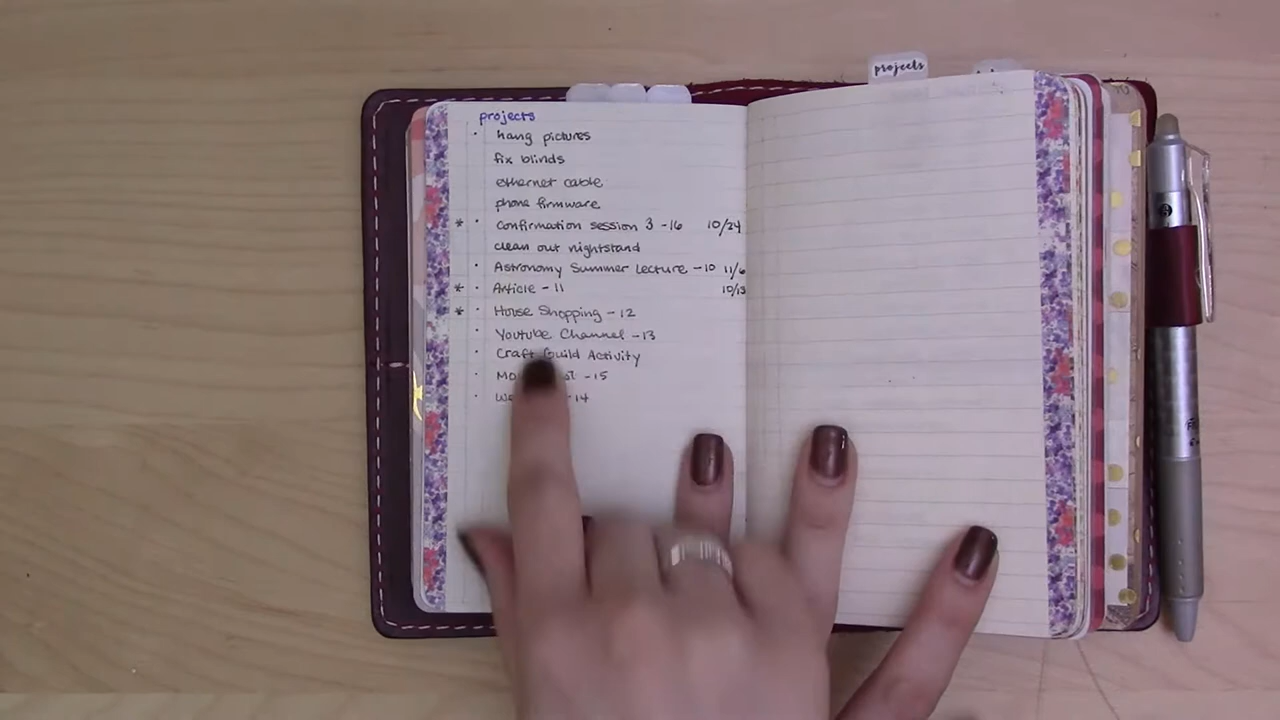 projects
projects
· hang pictures
fix blinds
ethernet cable
phone firmware
* · Confirmation session 3 -16 10/24
clean out nightstand
· Astronomy Summer Lecture -10 11/6
* · Article - 11 10/13
* · House Shopping - 12
· Youtube Channel -13
· Craft Guild Activity
· -15
· 14